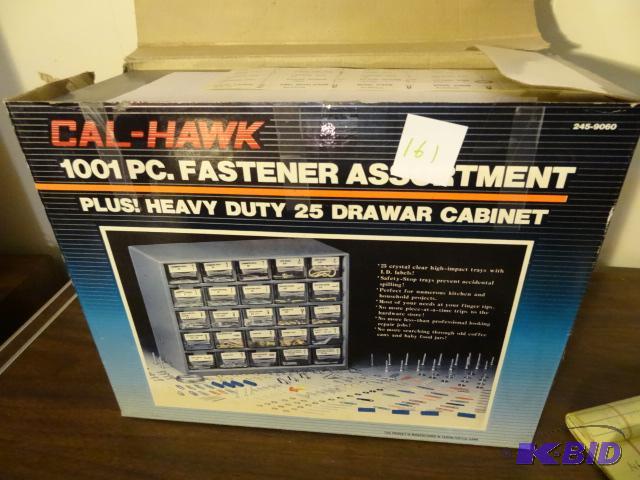 CAL-HAWK
245-9060
161
1001 PC. FASTENER ASSORTMENT
PLUS! HEAVY DUTY 25 DRAWAR CABINET
*25 crystal clear high-impact trays with
I.D. labels!
*Safety-Stop trays prevent accidental
spilling!
*Perfect for numerous kitchen and
household projects.
*Most of your needs at your finger tips.
*No more piece-at-a-time trips to the
hardware store!
*No more less-than professional looking
repair jobs!
*No more searching through old coffee
cans and baby food jars!
K-BID